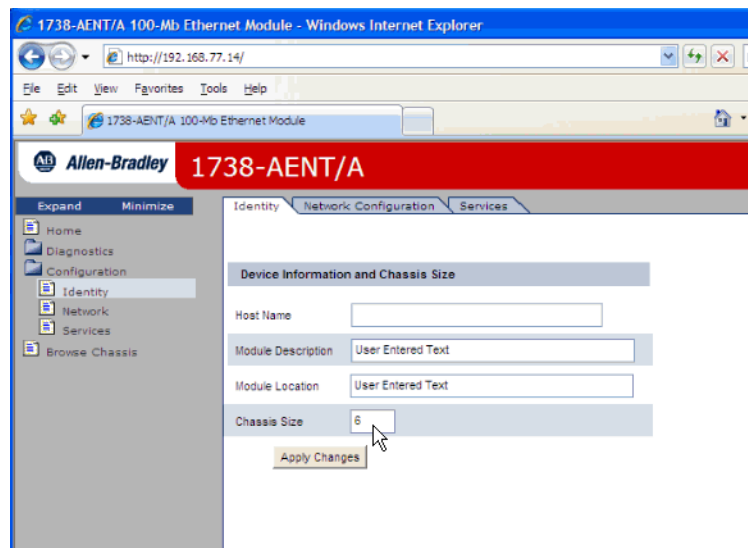 1738-AENT/A 100-Mb Ethernet Module - Windows Internet Explorer
http://192.168.77.14/
File Edit View Favorites Tools Help
1738-AENT/A 100-Mb Ethernet Module
AB Allen-Bradley 1738-AENT/A
Expand Minimize
Identity Network Configuration Services
Home
Diagnostics
Configuration
Identity
Network
Services
Browse Chassis
Device Information and Chassis Size
Host Name
Module Description User Entered Text
Module Location User Entered Text
Chassis Size 6
Apply Changes